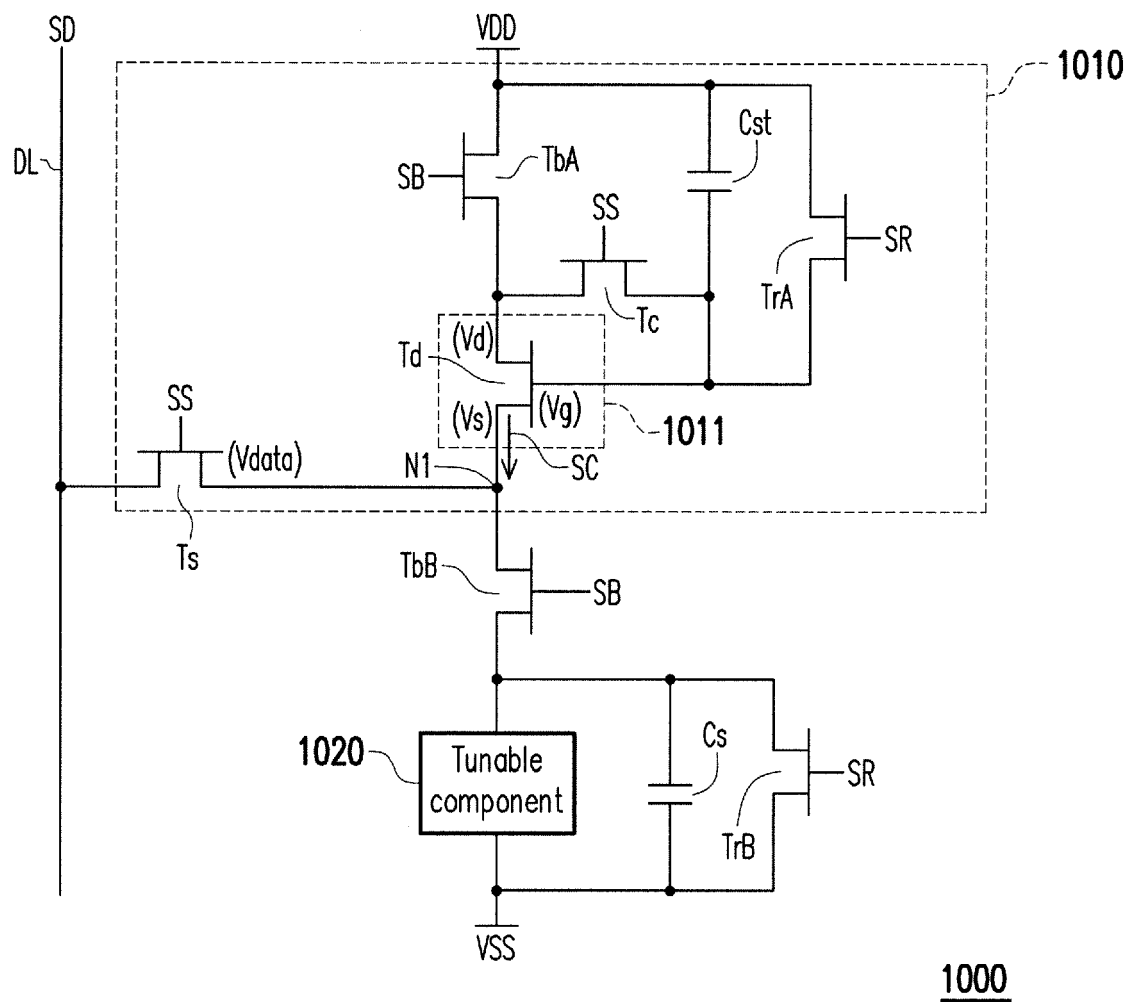 SD
VDD
1010
DL
SB
TbA
Cst
SS
SR
TrA
Tc
(Vd)
Td
(Vs)
(Vg)
1011
SS
(Vdata)
N1
SC
Ts
TbB
SB
1020
Tunable
component
Cs
SR
TrB
VSS
1000